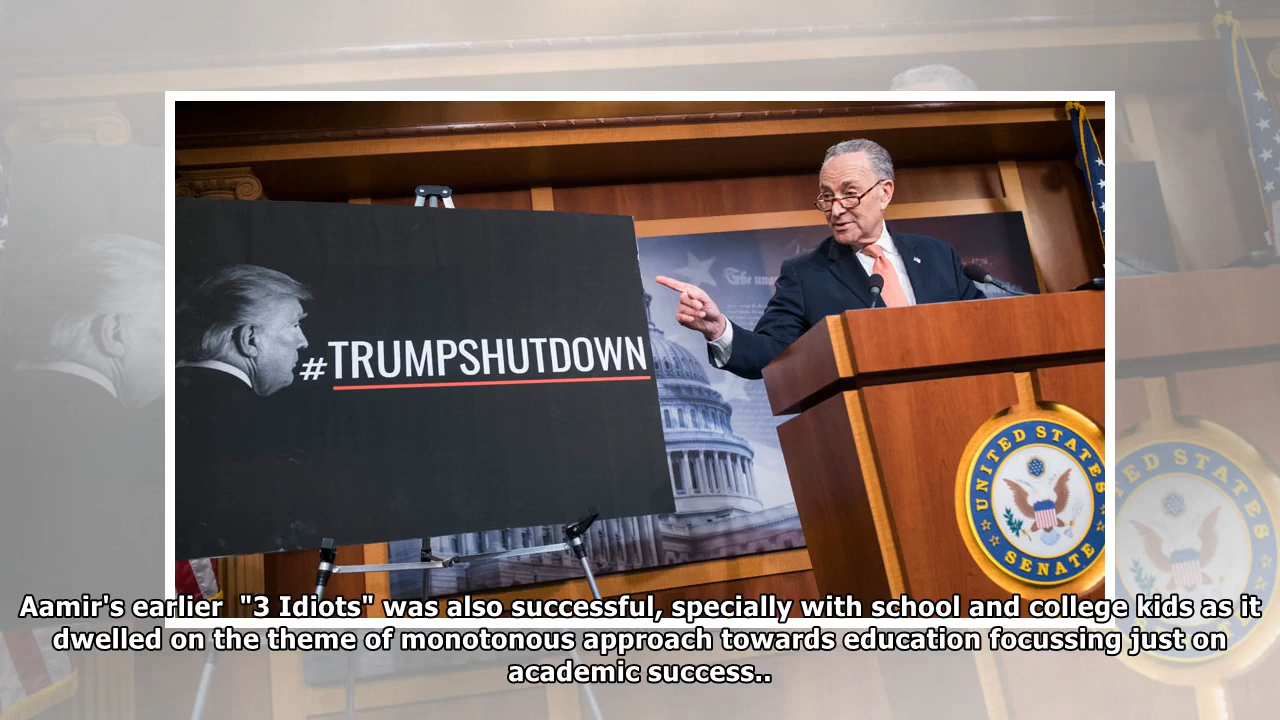 #TRUMPSHUTDOWN
UNITED STATES
SENATE
Aamir's earlier  "3 Idiots" was also successful, specially with school and college kids as it
dwelled on the theme of monotonous approach towards education focussing just on
academic success..